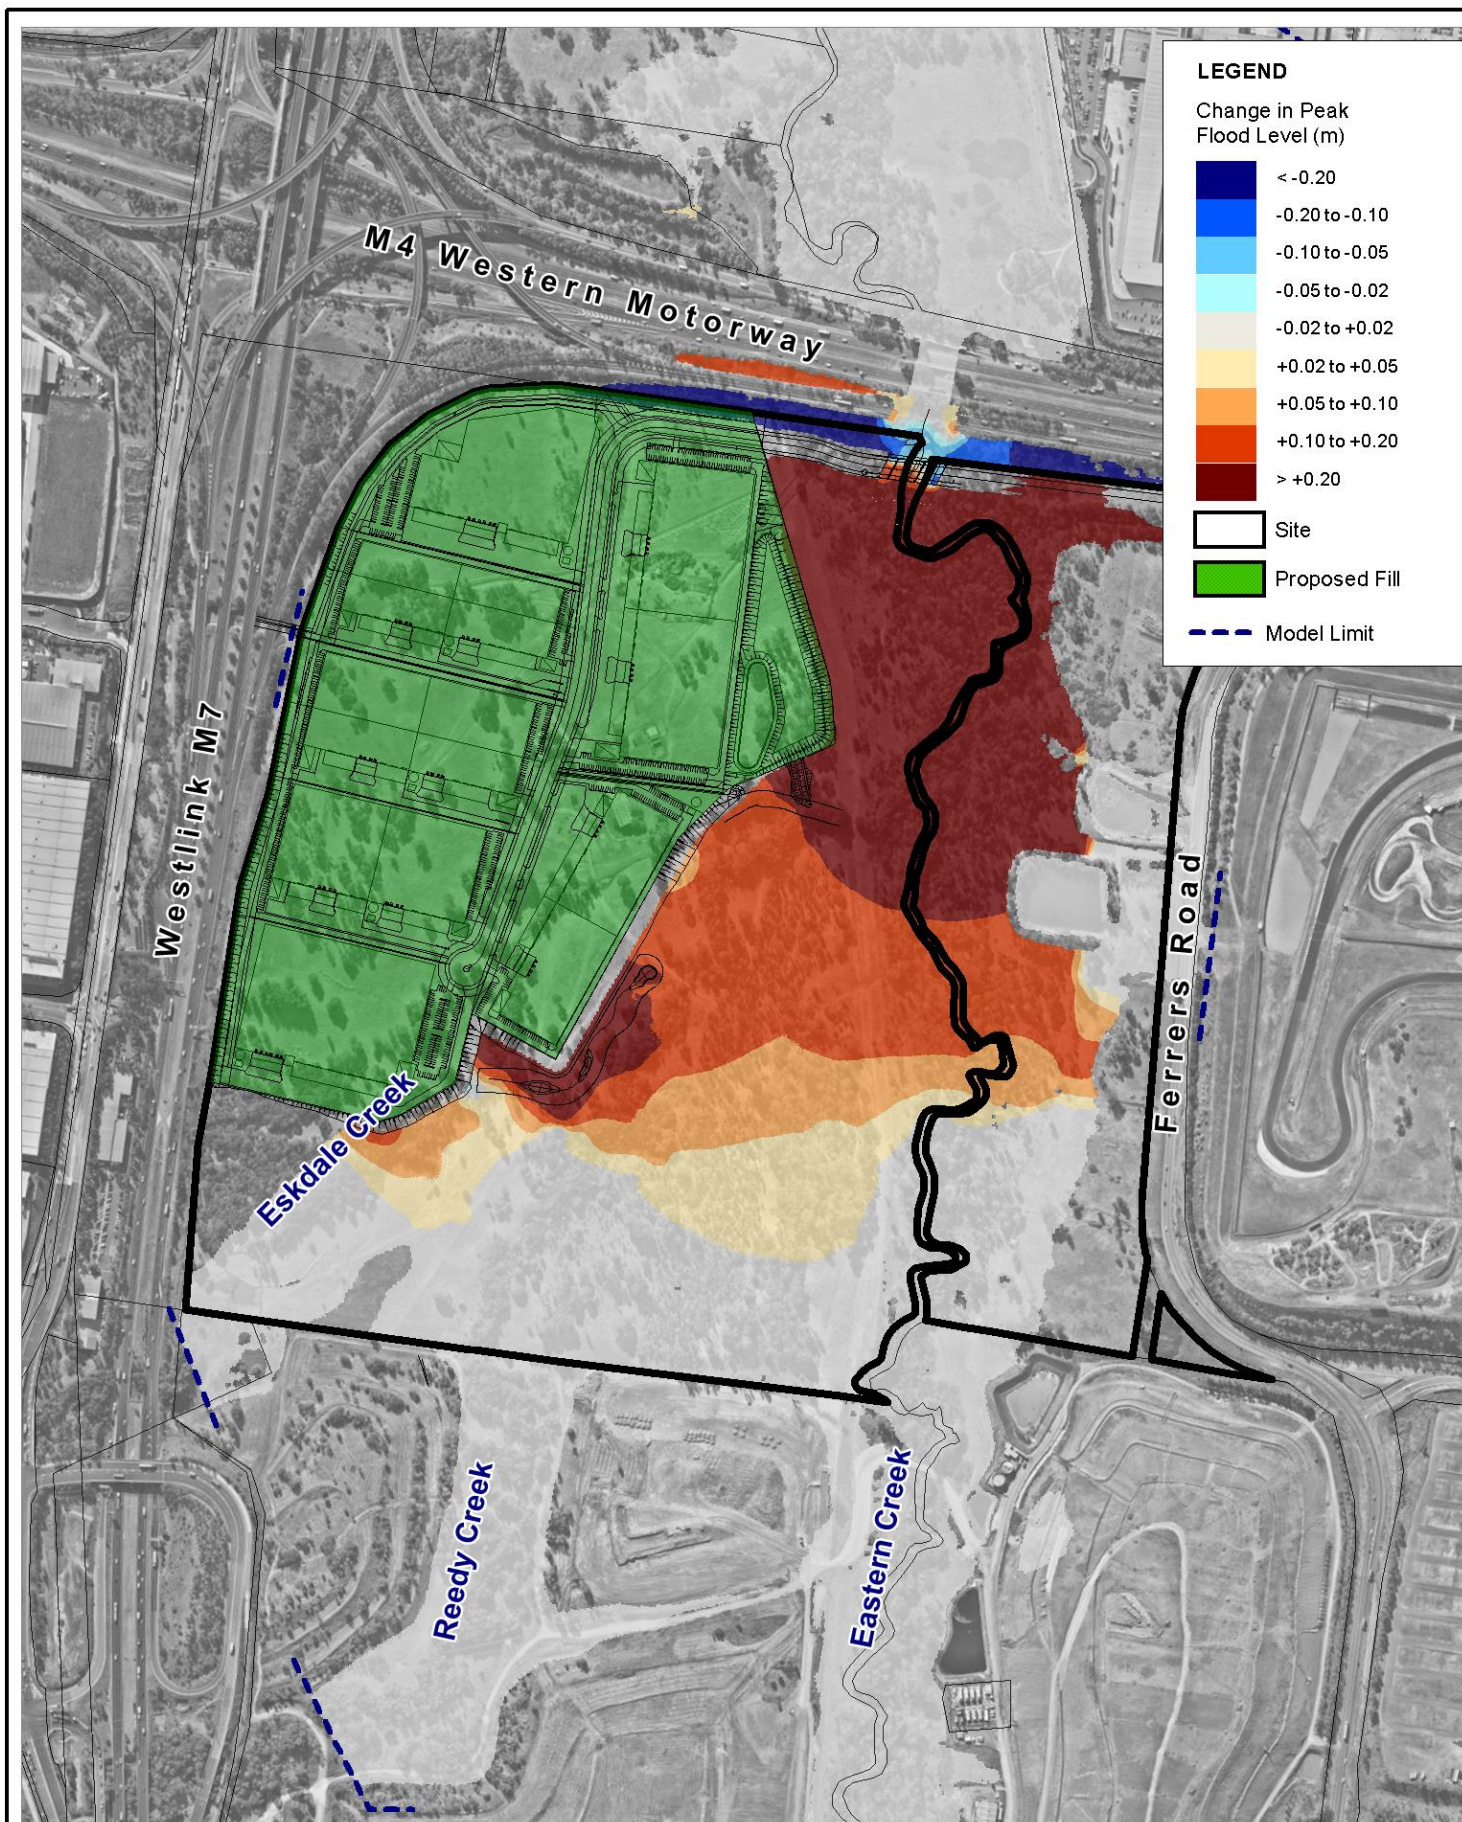 LEGEND
Change in Peak
Flood Level (m)
< -0.20
-0.20 to -0.10
-0.10 to -0.05
-0.05 to -0.02
-0.02 to +0.02
+0.02 to +0.05
+0.05 to +0.10
+0.10 to +0.20
> +0.20
Site
Proposed Fill
Model Limit
M4 Western Motorway
Westlink M7
Ferrers Road
Eskdale Creek
Reedy Creek
Eastern Creek